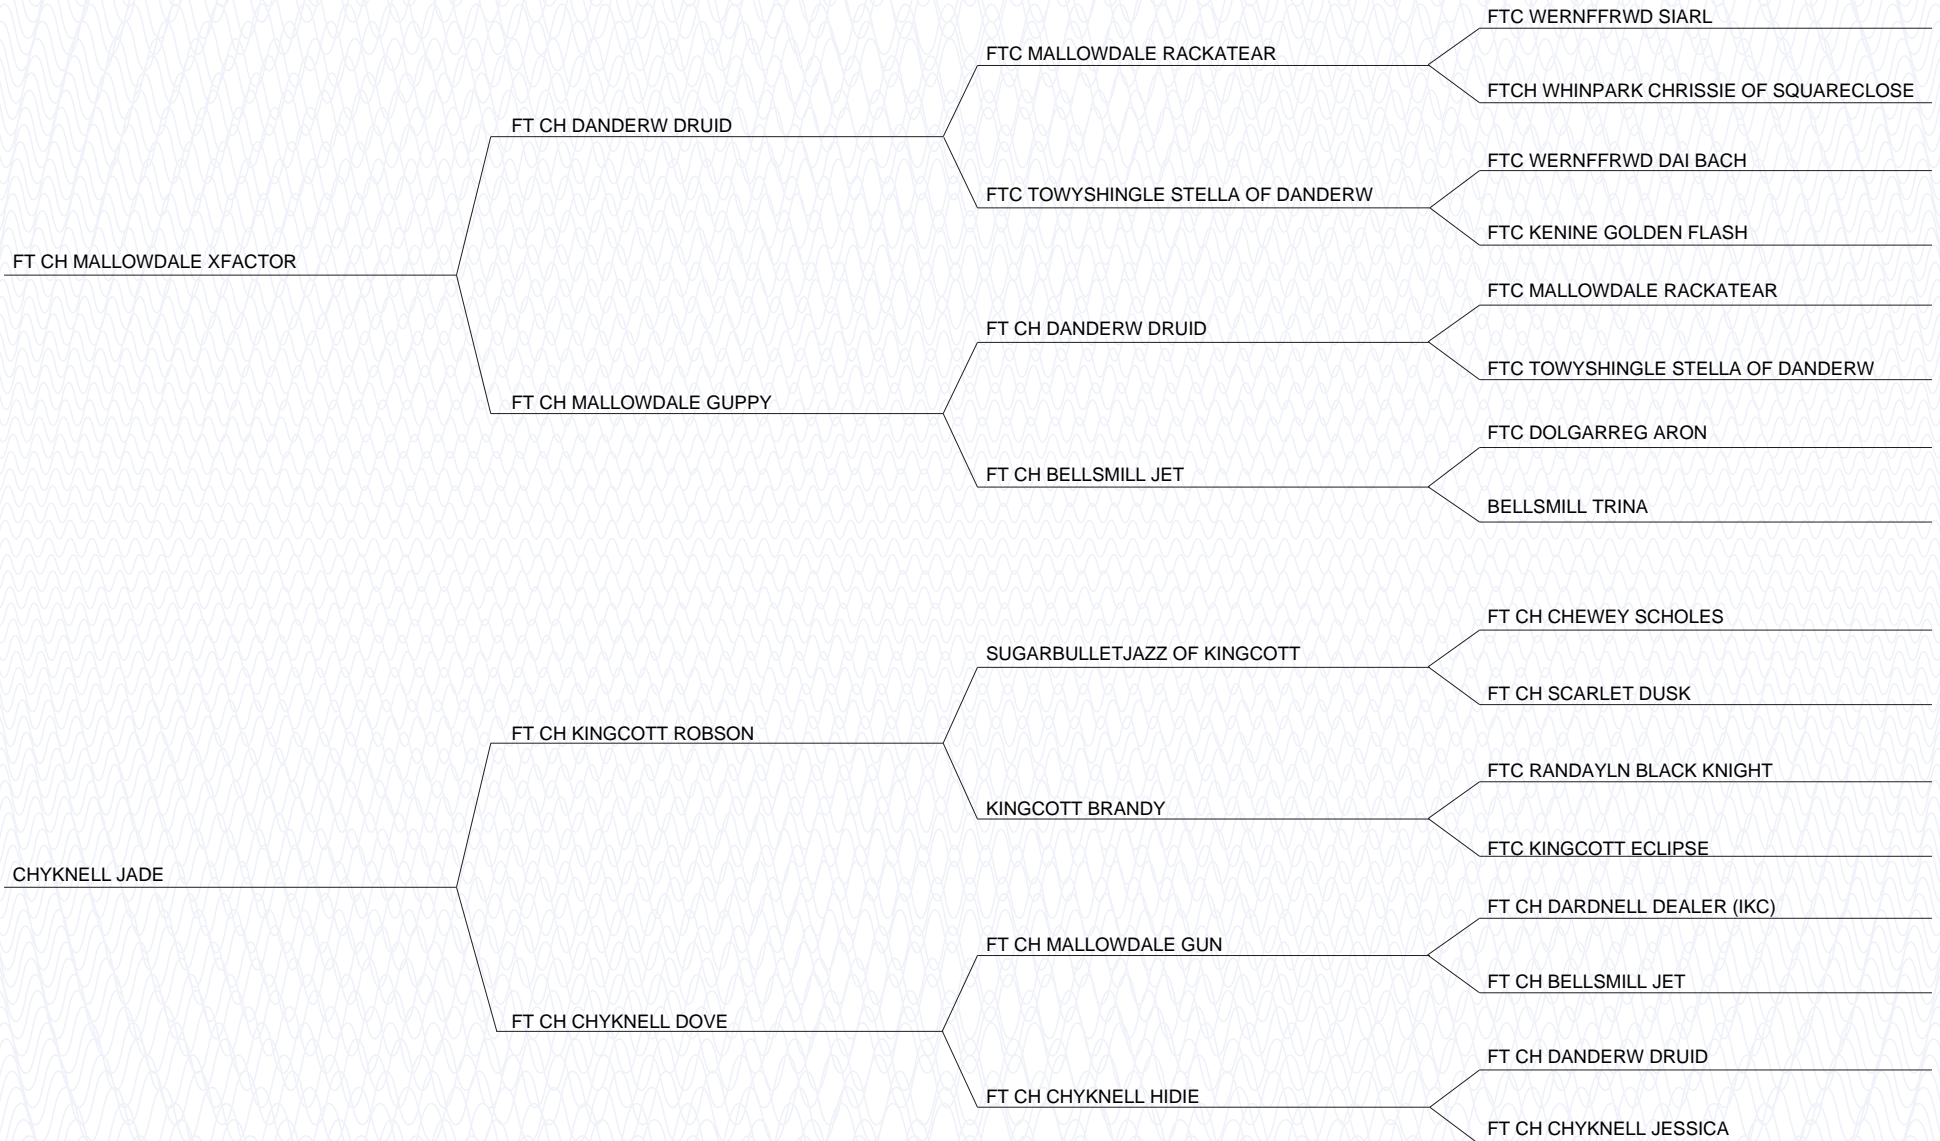 FT CH MALLOWDALE XFACTOR
FT CH DANDERW DRUID
FTC MALLOWDALE RACKATEAR
FTC WERNFFRWD SIARL
FTCH WHINPARK CHRISSIE OF SQUARECLOSE
FTC TOWYSHINGLE STELLA OF DANDERW
FTC WERNFFRWD DAI BACH
FTC KENINE GOLDEN FLASH
FT CH MALLOWDALE GUPPY
FT CH DANDERW DRUID
FTC MALLOWDALE RACKATEAR
FTC TOWYSHINGLE STELLA OF DANDERW
FT CH BELLSMILL JET
FTC DOLGARREG ARON
BELLSMILL TRINA
CHYKNELL JADE
FT CH KINGCOTT ROBSON
SUGARBULLETJAZZ OF KINGCOTT
FT CH CHEWEY SCHOLES
FT CH SCARLET DUSK
KINGCOTT BRANDY
FTC RANDAYLN BLACK KNIGHT
FTC KINGCOTT ECLIPSE
FT CH CHYKNELL DOVE
FT CH MALLOWDALE GUN
FT CH DARDNELL DEALER (IKC)
FT CH BELLSMILL JET
FT CH CHYKNELL HIDIE
FT CH DANDERW DRUID
FT CH CHYKNELL JESSICA